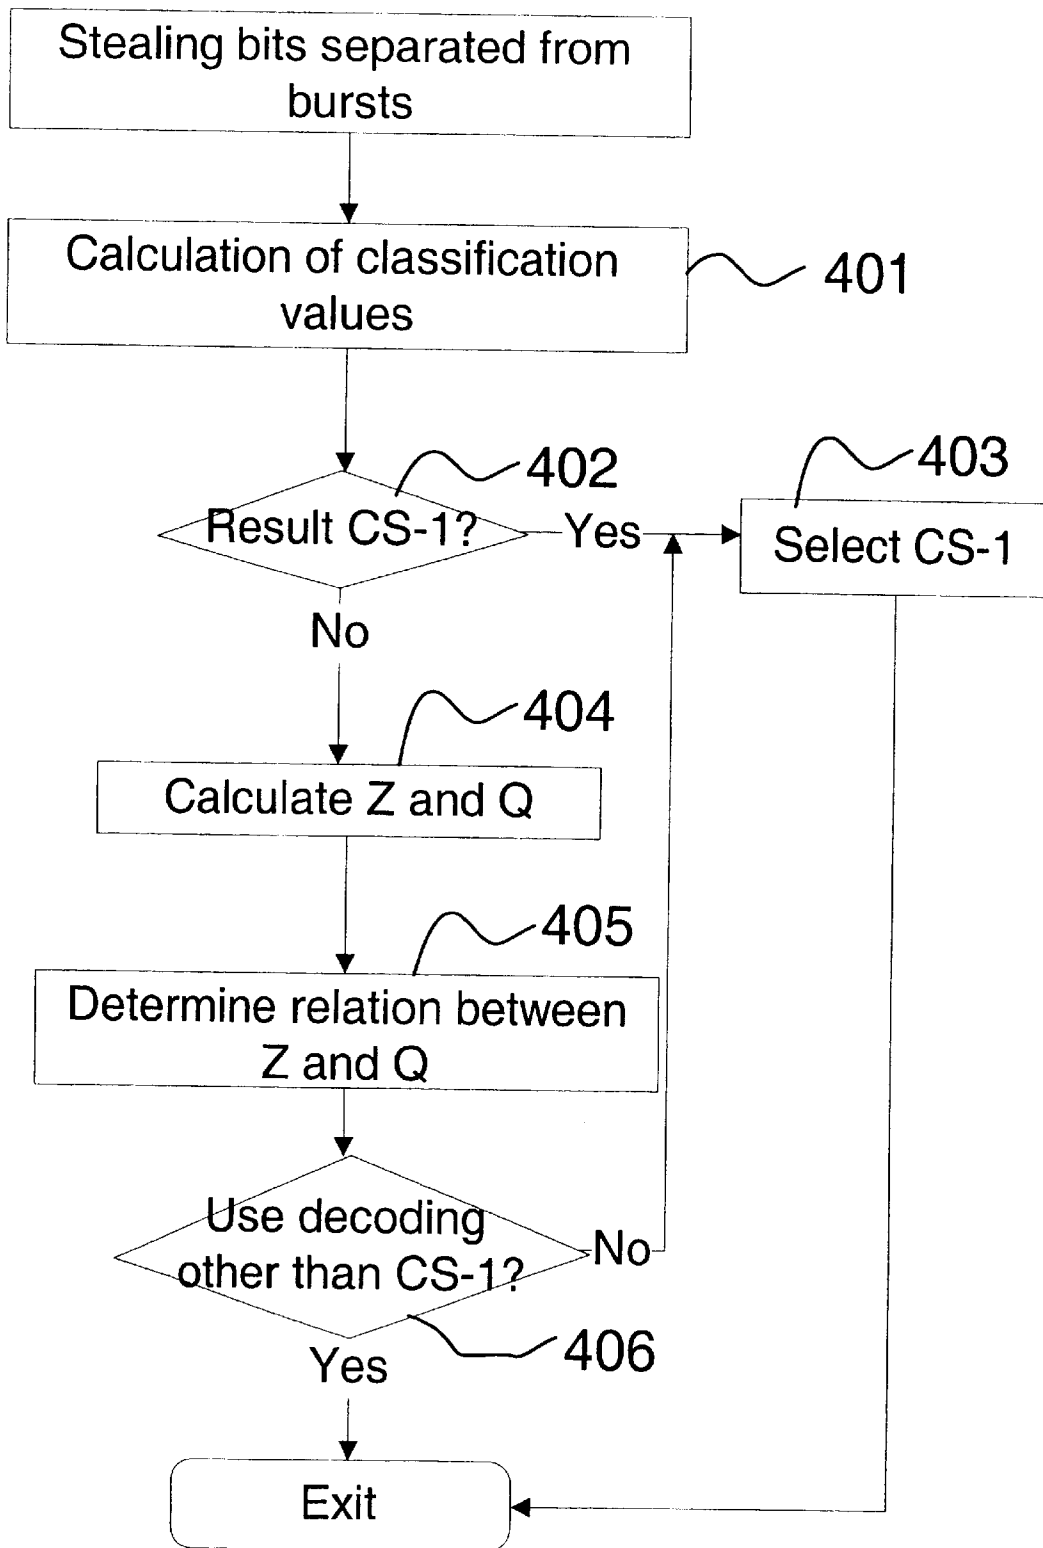 Stealing bits separated from
bursts
Calculation of classification
values
401
402
Result CS-1?
Yes
403
Select CS-1
No
404
Calculate Z and Q
405
Determine relation between
Z and Q
Use decoding
other than CS-1?
No
406
Yes
Exit